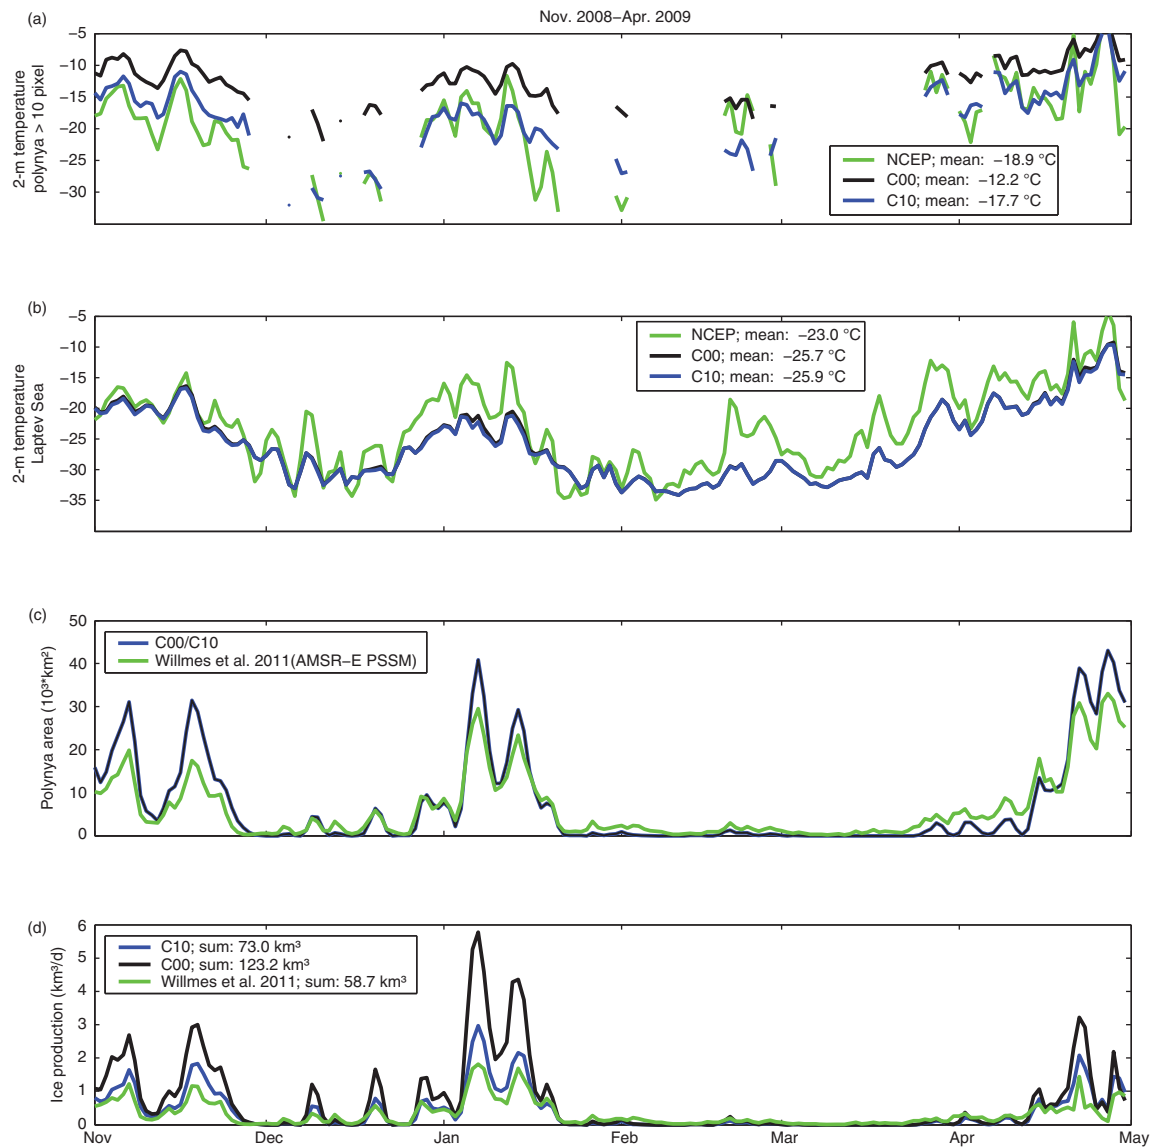 Nov. 2008−Apr. 2009
(a)
2-m temperature
polynya > 10 pixel
−5
−10
−15
−20
−25
−30
NCEP; mean: −18.9 °C
C00; mean: −12.2 °C
C10; mean: −17.7 °C
(b)
2-m temperature
Laptev Sea
−5
−10
−15
−20
−25
−30
−35
NCEP; mean: −23.0 °C
C00; mean: −25.7 °C
C10; mean: −25.9 °C
(c)
Polynya area (10³*km²)
50
40
30
20
10
0
C00/C10
Willmes et al. 2011(AMSR−E PSSM)
(d)
Ice production (km³/d)
6
5
4
3
2
1
0
C10; sum: 73.0 km³
C00; sum: 123.2 km³
Willmes et al. 2011; sum: 58.7 km³
Nov Dec Jan Feb Mar Apr May